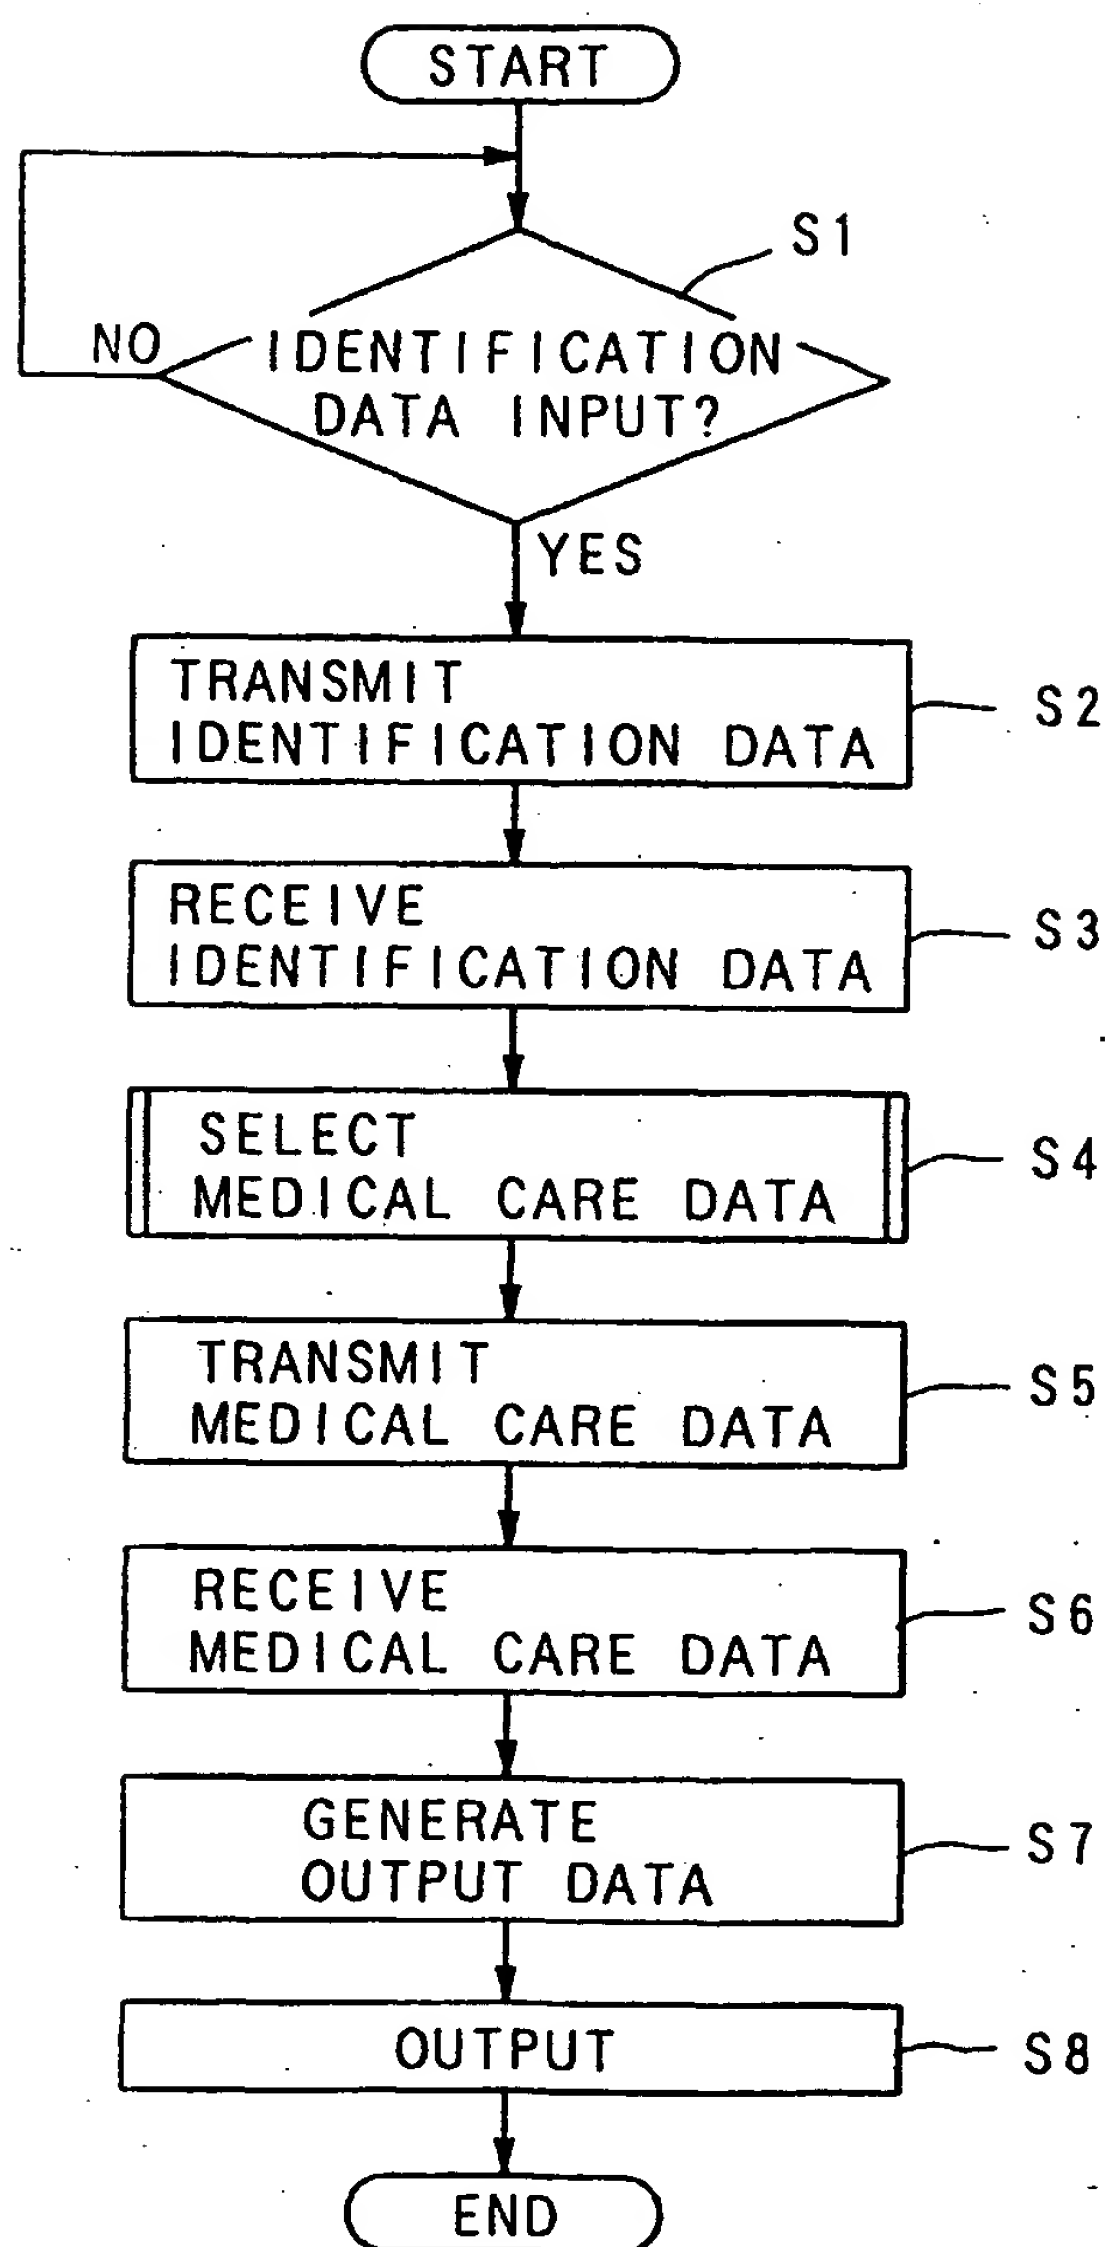 START
S1
NO
IDENTIFICATION
DATA INPUT?
YES
TRANSMIT
IDENTIFICATION DATA
S2
RECEIVE
IDENTIFICATION DATA
S3
SELECT
MEDICAL CARE DATA
S4
TRANSMIT
MEDICAL CARE DATA
S5
RECEIVE
MEDICAL CARE DATA
S6
GENERATE
OUTPUT DATA
S7
OUTPUT
S8
END